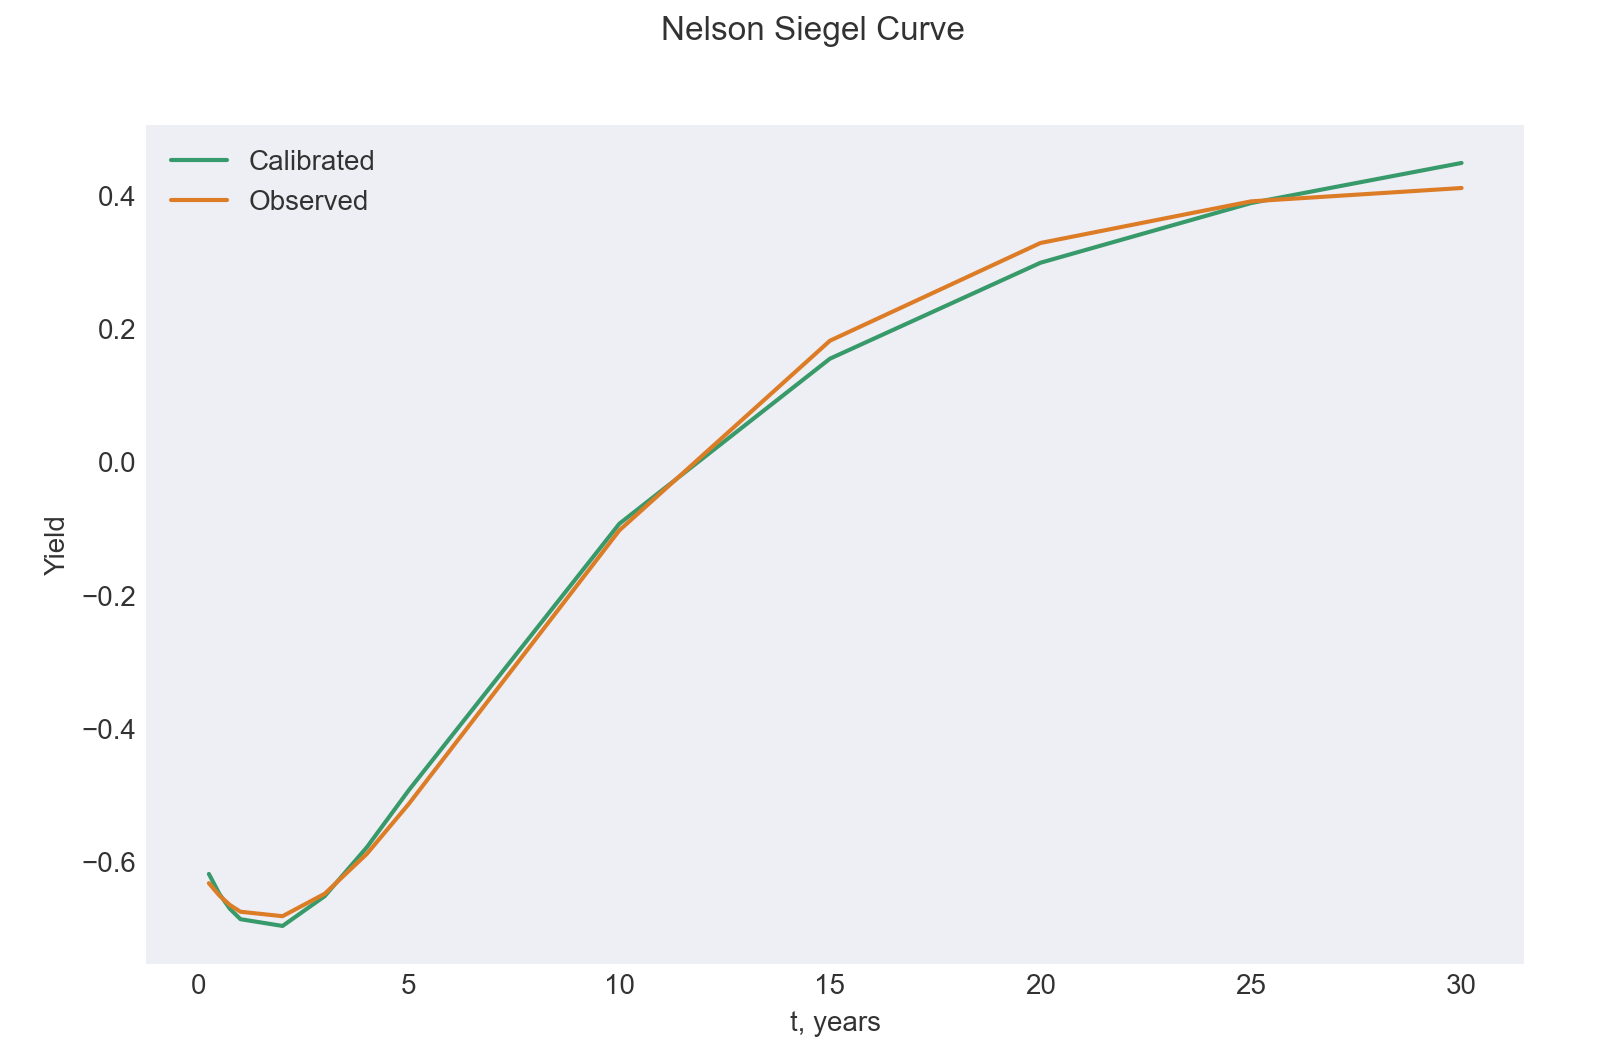 Nelson Siegel Curve
Calibrated
Observed
0.4
0.2
0.0
−0.2
−0.4
−0.6
Yield
0 5 10 15 20 25 30
t, years